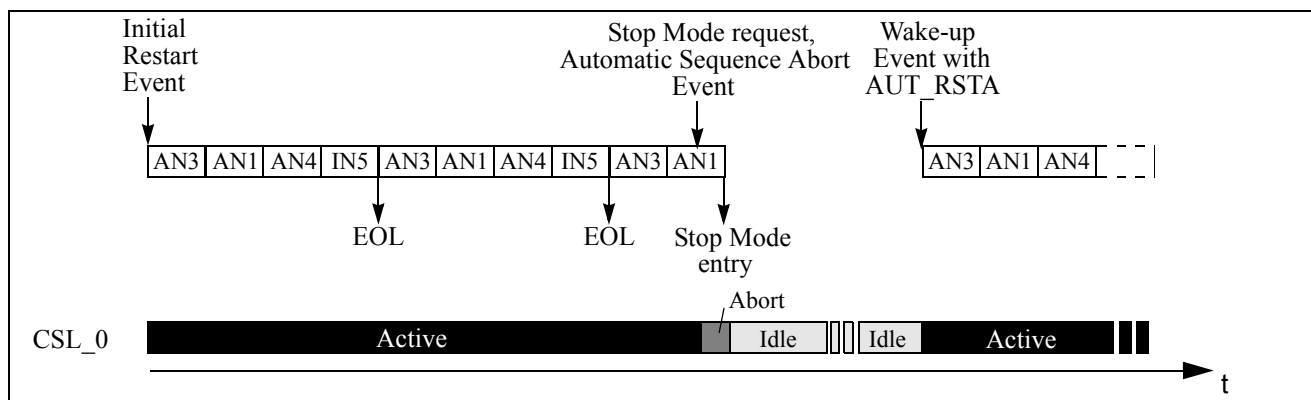 Initial
Restart
Event
Stop Mode request,
Automatic Sequence Abort
Event
Wake-up
Event with
AUT_RSTA
AN3 AN1 AN4 IN5 AN3 AN1 AN4 IN5 AN3 AN1
AN3 AN1 AN4
EOL
EOL
Stop Mode
entry
Abort
CSL_0
Active
Idle
Idle
Active
t